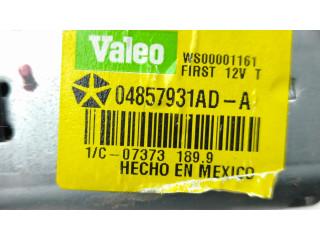 Valeo
WS00001161
FIRST 12V T
04857931AD-A
1/C-07373 189.9
HECHO EN MEXICO